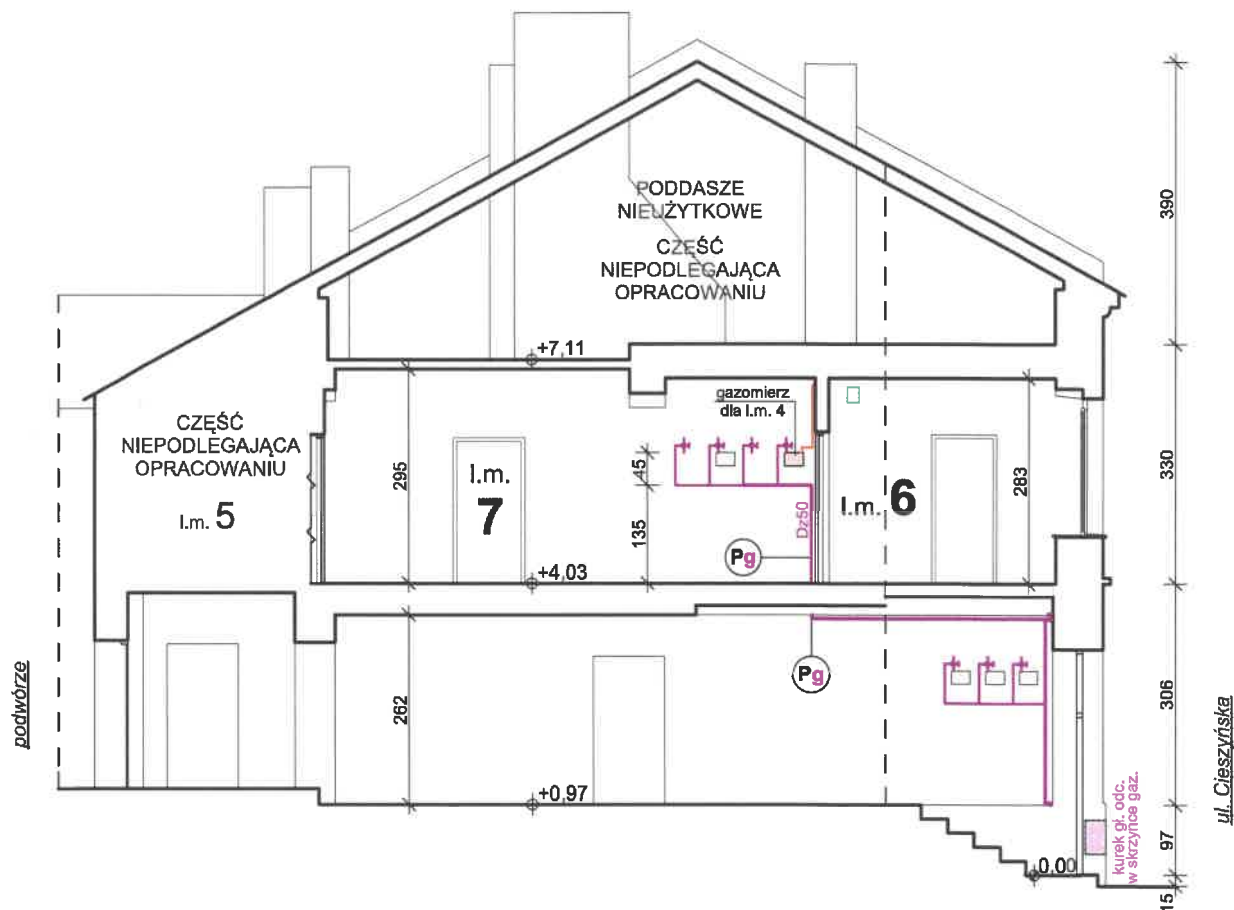 PODDASZE
NIEUŻYTKOWE
CZĘŚĆ
NIEPODLEGAJĄCA
OPRACOWANIU
390
+7,11
gazomierz
dla l.m. 4
CZĘŚĆ
NIEPODLEGAJĄCA
OPRACOWANIU
l.m. 5
295
l.m.
7
45
135
Dz50
Pg
l.m. 6
283
330
+4,03
Pg
262
306
podwórze
ul. Cieszyńska
+0,97
kurek gł. odc.
w skrzynce gaz.
97
0,00
15